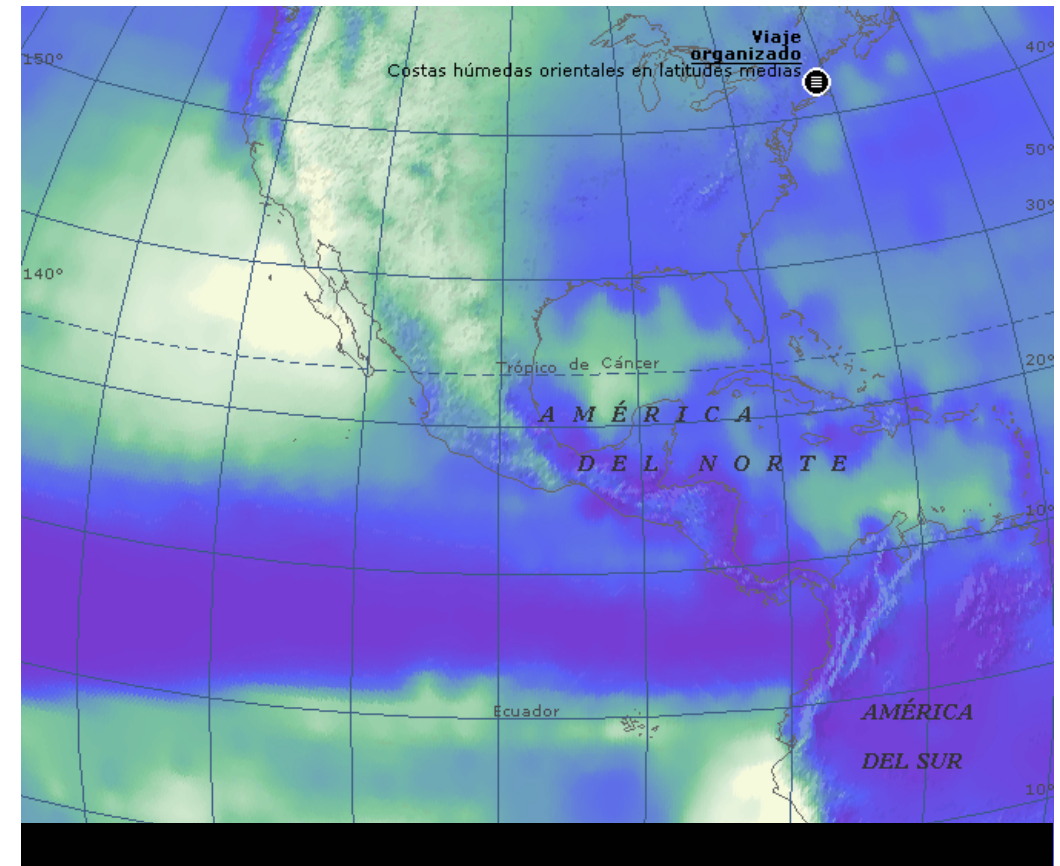 Viaje
organizado
Costas húmedas orientales en latitudes medias
40°
150°
50°
30°
140°
20°
Trópico de Cáncer
AMÉRICA
DEL NORTE
10°
Ecuador
AMÉRICA
DEL SUR
10°